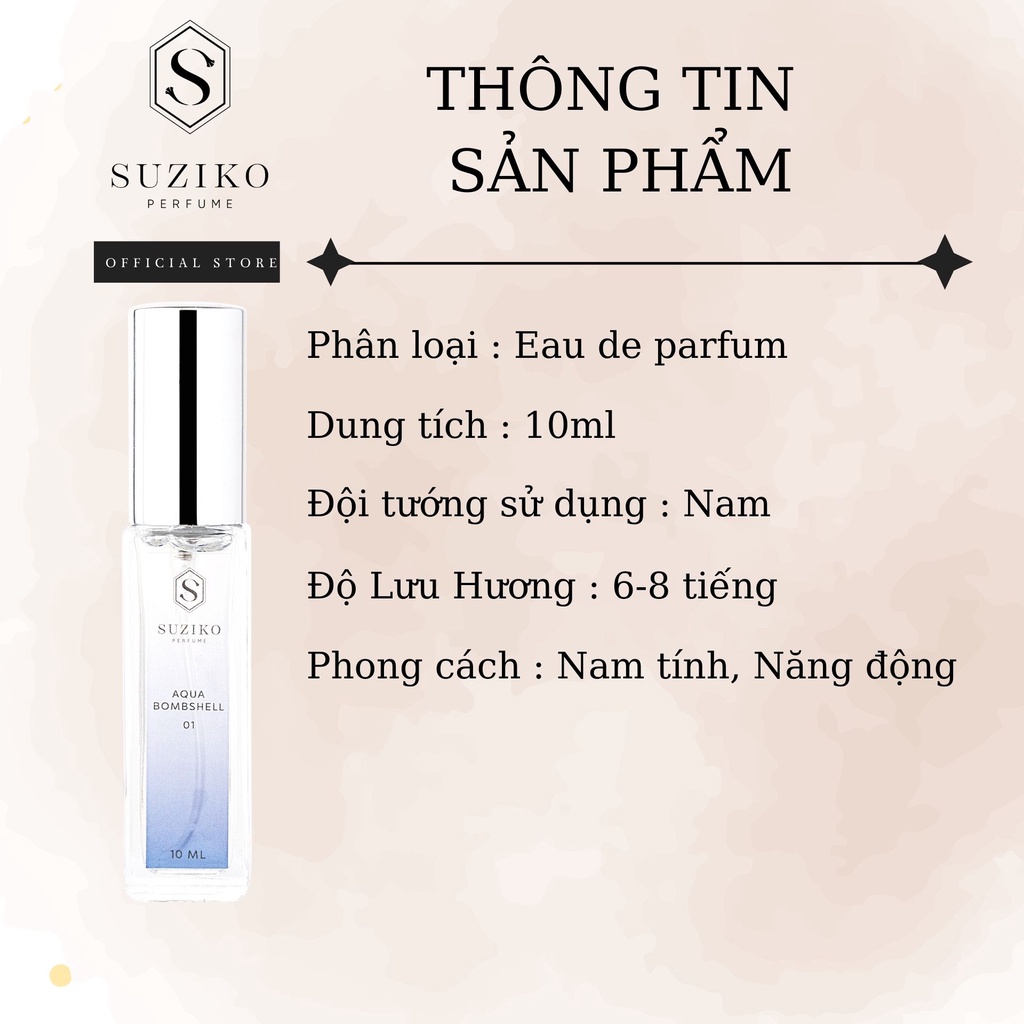 S
SUZIKO
PERFUME
OFFICIAL STORE
THÔNG TIN
SẢN PHẨM
Phân loại : Eau de parfum
Dung tích : 10ml
Đội tướng sử dụng : Nam
Độ Lưu Hương : 6-8 tiếng
Phong cách : Nam tính, Năng động
S
SUZIKO
PERFUME
AQUA
BOMBSHELL
01
10 ML